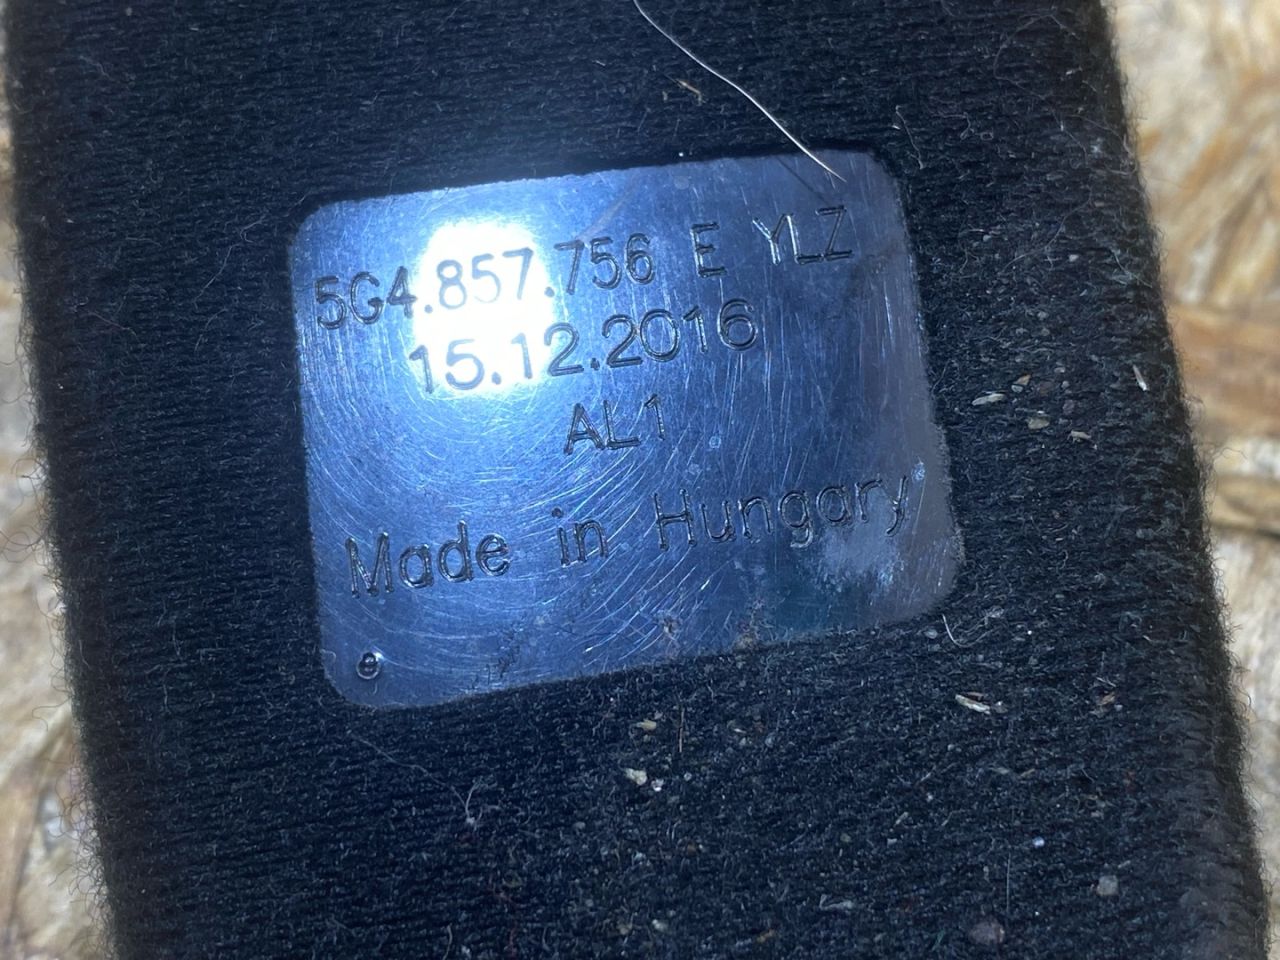 5G4.857.756 E YLZ
15.12.2016
AL1
Made in Hungary